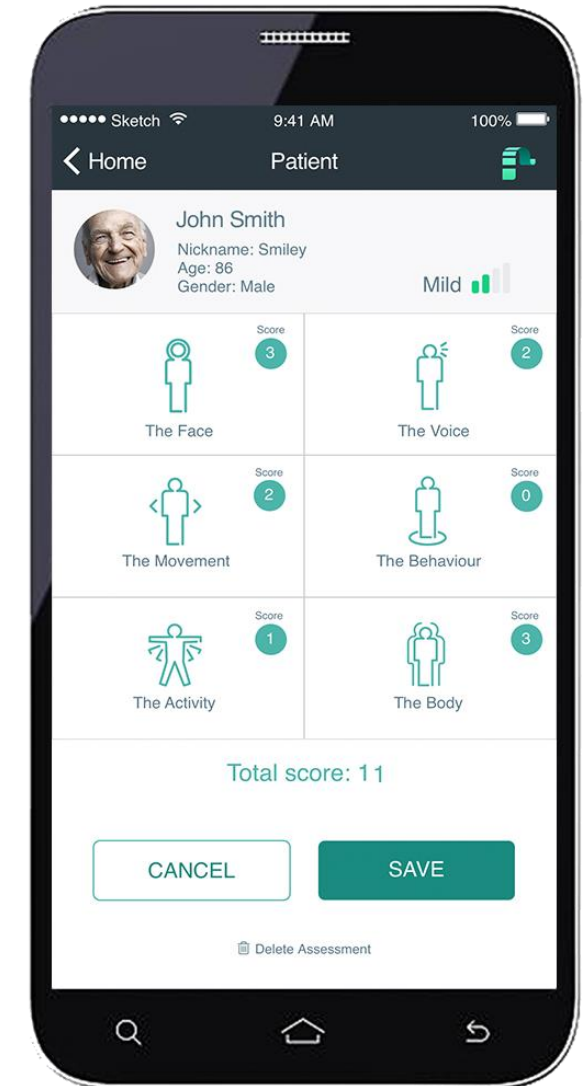 Sketch 9:41 AM 100%
Home Patient
John Smith
Nickname: Smiley
Age: 86
Gender: Male
Mild
Score
3
The Face
Score
2
The Voice
Score
2
The Movement
Score
0
The Behaviour
Score
1
The Activity
Score
3
The Body
Total score: 11
CANCEL
SAVE
Delete Assessment